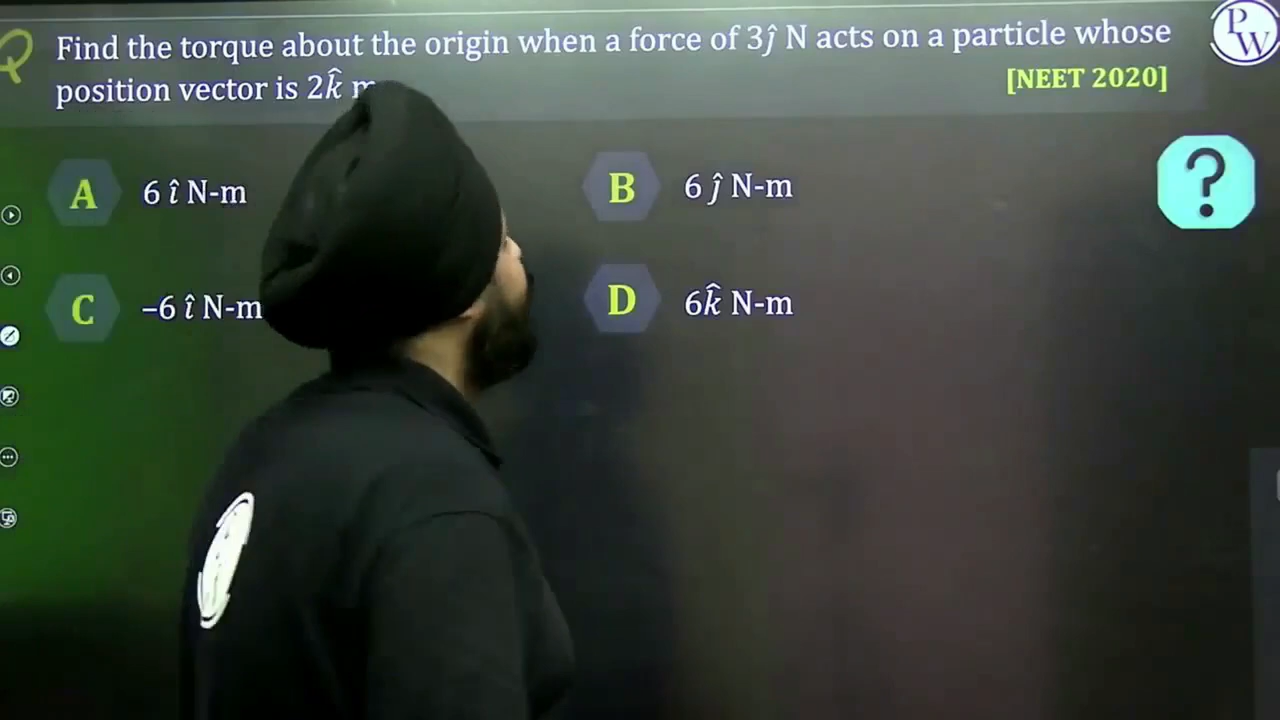 Q Find the torque about the origin when a force of 3ĵ N acts on a particle whose
position vector is 2k̂ m
[NEET 2020]
PW
A 6 î N-m
B 6 ĵ N-m
?
C –6 î N-m
D 6k̂ N-m